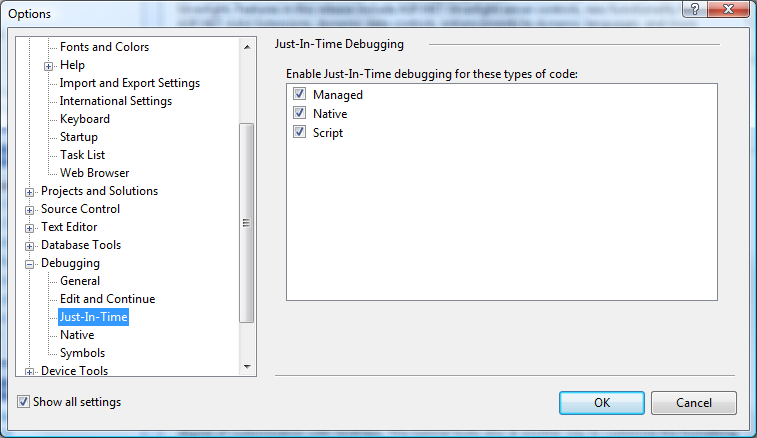 Options
Fonts and Colors
Help
Import and Export Settings
International Settings
Keyboard
Startup
Task List
Web Browser
Projects and Solutions
Source Control
Text Editor
Database Tools
Debugging
General
Edit and Continue
Just-In-Time
Native
Symbols
Device Tools
Show all settings
Just-In-Time Debugging
Enable Just-In-Time debugging for these types of code:
Managed
Native
Script
OK
Cancel